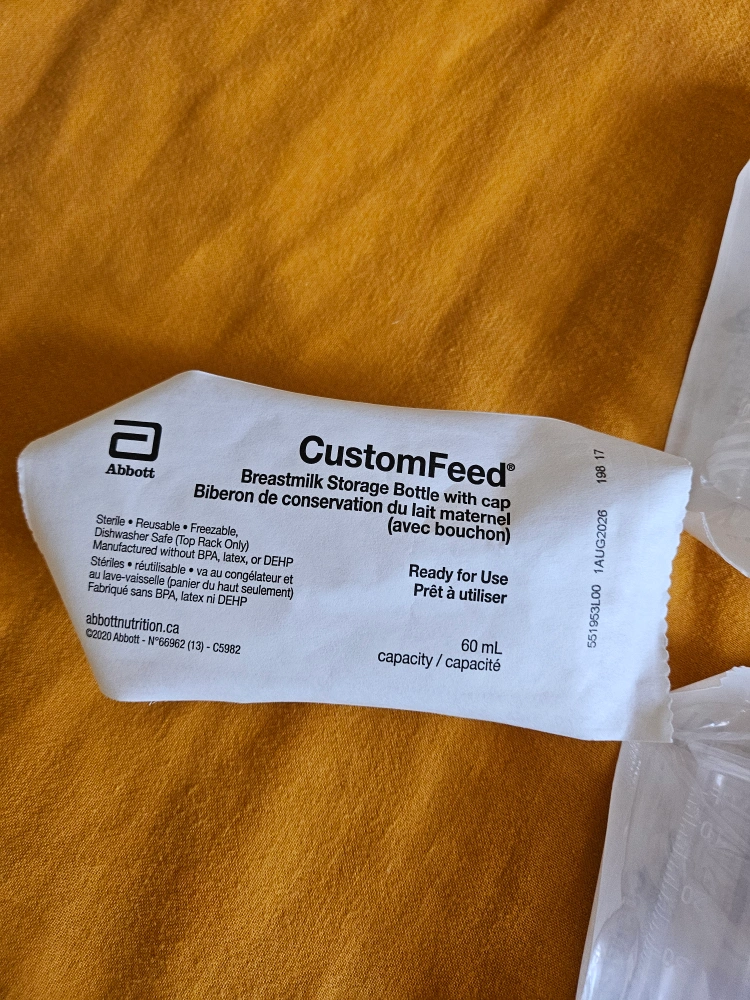 Abbott
CustomFeed®
Breastmilk Storage Bottle with cap
Biberon de conservation du lait maternel
(avec bouchon)
Sterile • Reusable • Freezable,
Dishwasher Safe (Top Rack Only)
Manufactured without BPA, latex, or DEHP
Stériles • réutilisable • va au congélateur et
au lave-vaisselle (panier du haut seulement)
Fabriqué sans BPA, latex ni DEHP
Ready for Use
Prêt à utiliser
abbottnutrition.ca
©2020 Abbott - N°66962 (13) - C5982
60 mL
capacity / capacité
551953L00 1AUG2026 198 17